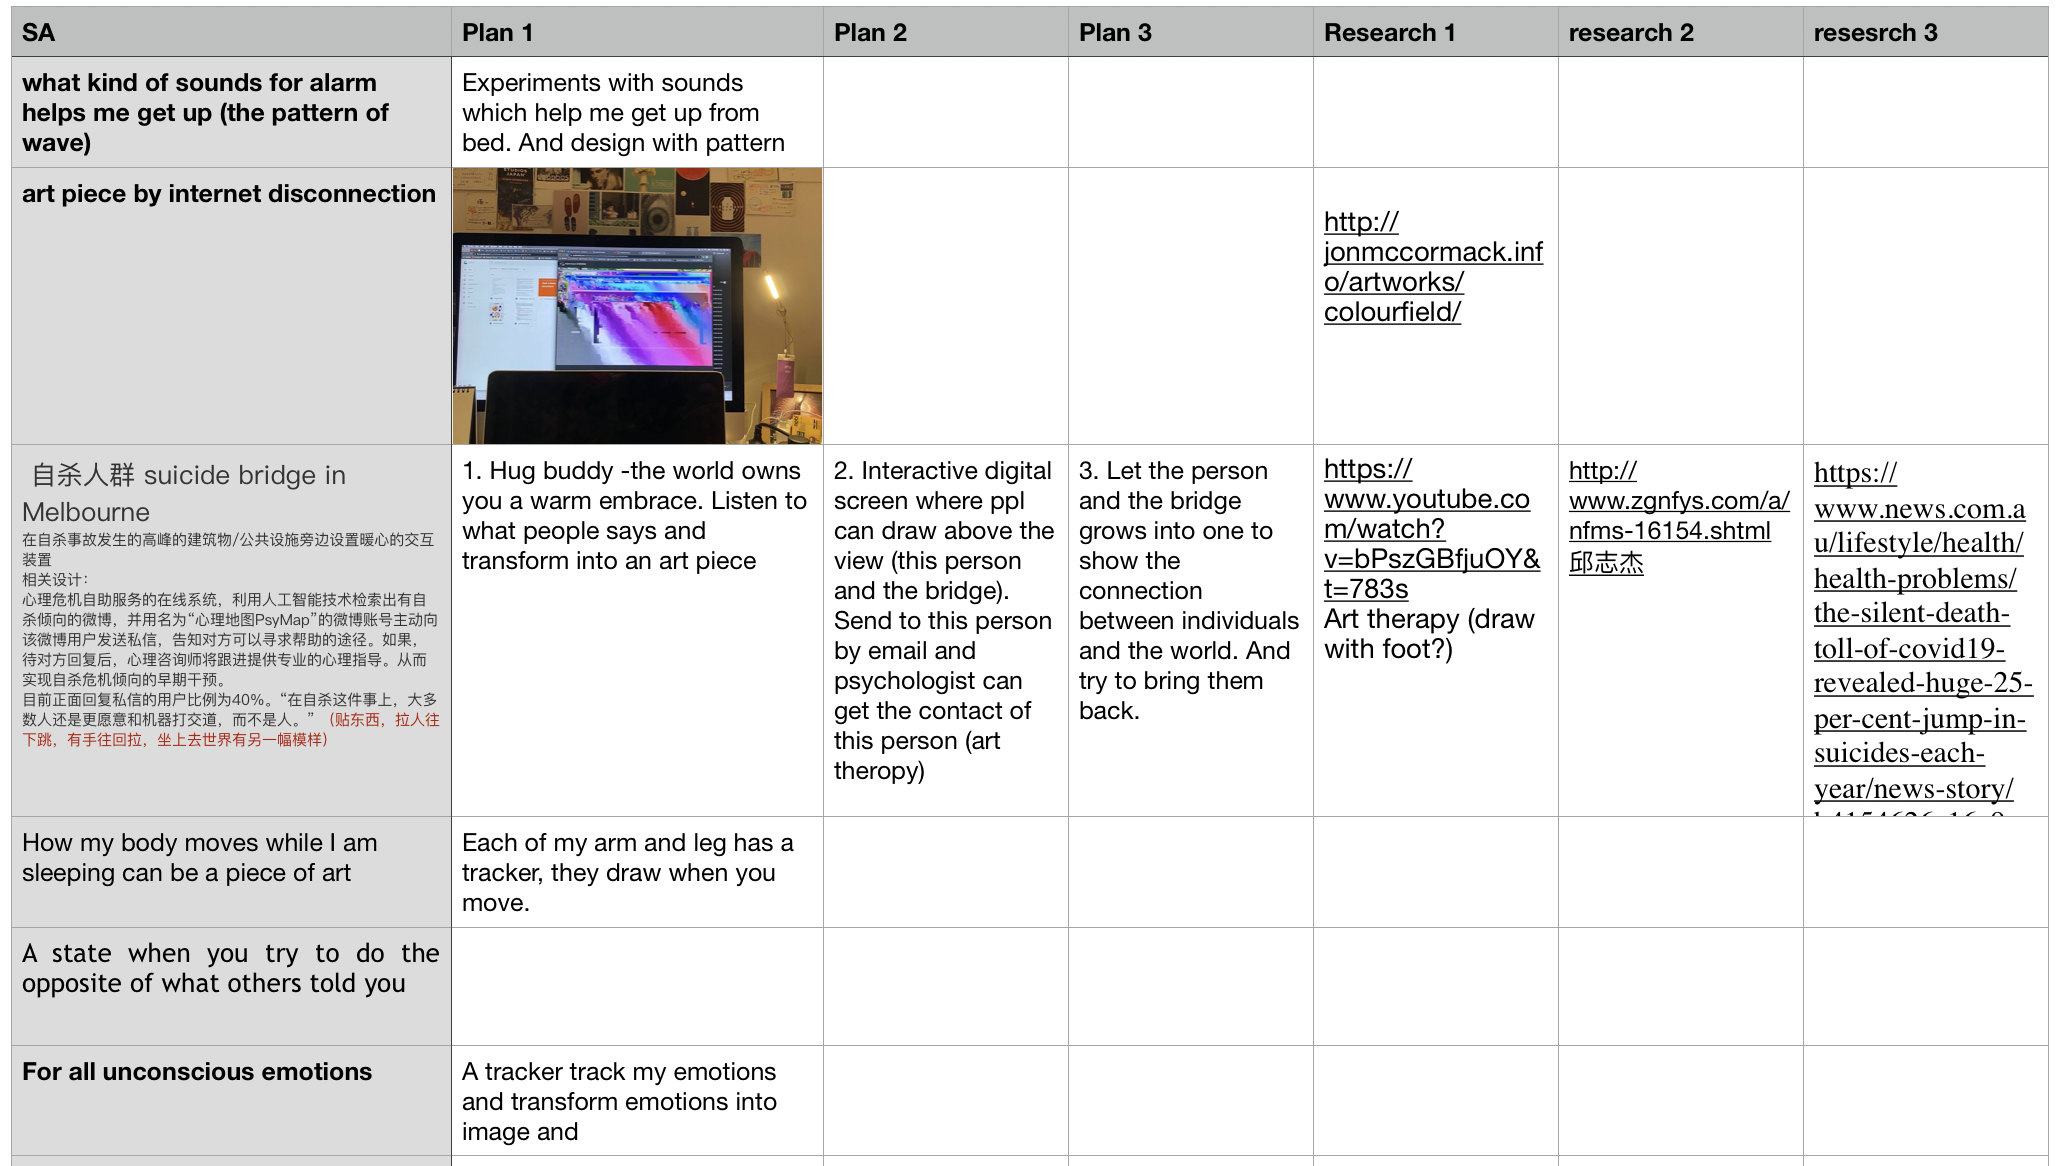 SA
Plan 1
Plan 2
Plan 3
Research 1
research 2
resesrch 3
what kind of sounds for alarm
helps me get up (the pattern of
wave)
Experiments with sounds
which help me get up from
bed. And design with pattern
art piece by internet disconnection
http://
jonmccormack.inf
o/artworks/
colourfield/
自杀人群 suicide bridge in
Melbourne
在自杀事故发生的高峰的建筑物/公共设施旁边设置暖心的交互
装置
相关设计：
心理危机自助服务的在线系统，利用人工智能技术检索出有自
杀倾向的微博，并用名为“心理地图PsyMap”的微博账号主动向
该微博用户发送私信，告知对方可以寻求帮助的途径。如果，
待对方回复后，心理咨询师将跟进提供专业的心理指导。从而
实现自杀危机倾向的早期干预。
目前正面回复私信的用户比例为40%。“在自杀这件事上，大多
数人还是更愿意和机器打交道，而不是人。”（贴东西，拉人往
下跳，有手往回拉，坐上去世界有另一幅模样）
1. Hug buddy -the world owns
you a warm embrace. Listen to
what people says and
transform into an art piece
2. Interactive digital
screen where ppl
can draw above the
view (this person
and the bridge).
Send to this person
by email and
psychologist can
get the contact of
this person (art
theropy)
3. Let the person
and the bridge
grows into one to
show the
connection
between individuals
and the world. And
try to bring them
back.
https://
www.youtube.co
m/watch?
v=bPszGBfjuOY&
t=783s
Art therapy (draw
with foot?)
http://
www.zgnfys.com/a/
nfms-16154.shtml
邱志杰
https://
www.news.com.a
u/lifestyle/health/
health-problems/
the-silent-death-
toll-of-covid19-
revealed-huge-25-
per-cent-jump-in-
suicides-each-
year/news-story/
How my body moves while I am
sleeping can be a piece of art
Each of my arm and leg has a
tracker, they draw when you
move.
A state when you try to do the
opposite of what others told you
For all unconscious emotions
A tracker track my emotions
and transform emotions into
image and